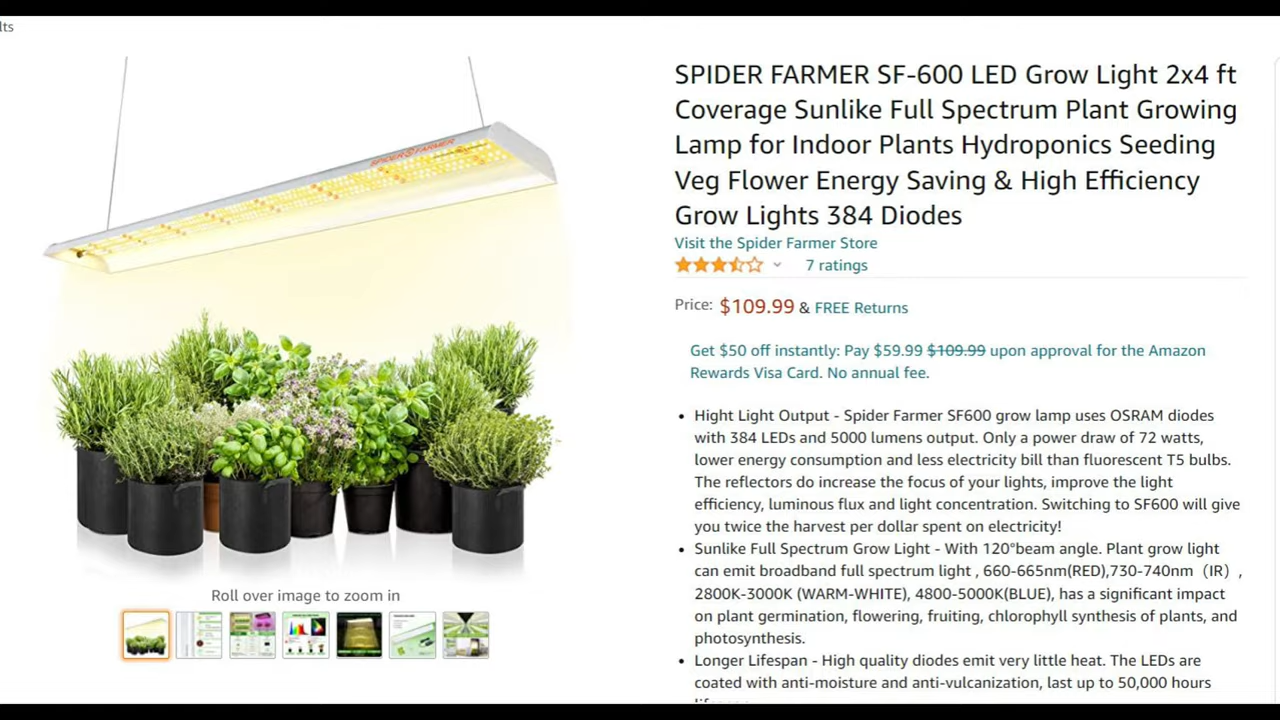 lts
SPIDER FARMER SF-600 LED Grow Light 2x4 ft
Coverage Sunlike Full Spectrum Plant Growing
Lamp for Indoor Plants Hydroponics Seeding
Veg Flower Energy Saving & High Efficiency
Grow Lights 384 Diodes
Visit the Spider Farmer Store
7 ratings
Price: $109.99 & FREE Returns
Get $50 off instantly: Pay $59.99 $109.99 upon approval for the Amazon
Rewards Visa Card. No annual fee.
• Hight Light Output - Spider Farmer SF600 grow lamp uses OSRAM diodes
with 384 LEDs and 5000 lumens output. Only a power draw of 72 watts,
lower energy consumption and less electricity bill than fluorescent T5 bulbs.
The reflectors do increase the focus of your lights, improve the light
efficiency, luminous flux and light concentration. Switching to SF600 will give
you twice the harvest per dollar spent on electricity!
• Sunlike Full Spectrum Grow Light - With 120°beam angle. Plant grow light
can emit broadband full spectrum light , 660-665nm(RED),730-740nm（IR）,
2800K-3000K (WARM-WHITE), 4800-5000K(BLUE), has a significant impact
on plant germination, flowering, fruiting, chlorophyll synthesis of plants, and
photosynthesis.
• Longer Lifespan - High quality diodes emit very little heat. The LEDs are
coated with anti-moisture and anti-vulcanization, last up to 50,000 hours
SPIDER FARMER
Roll over image to zoom in